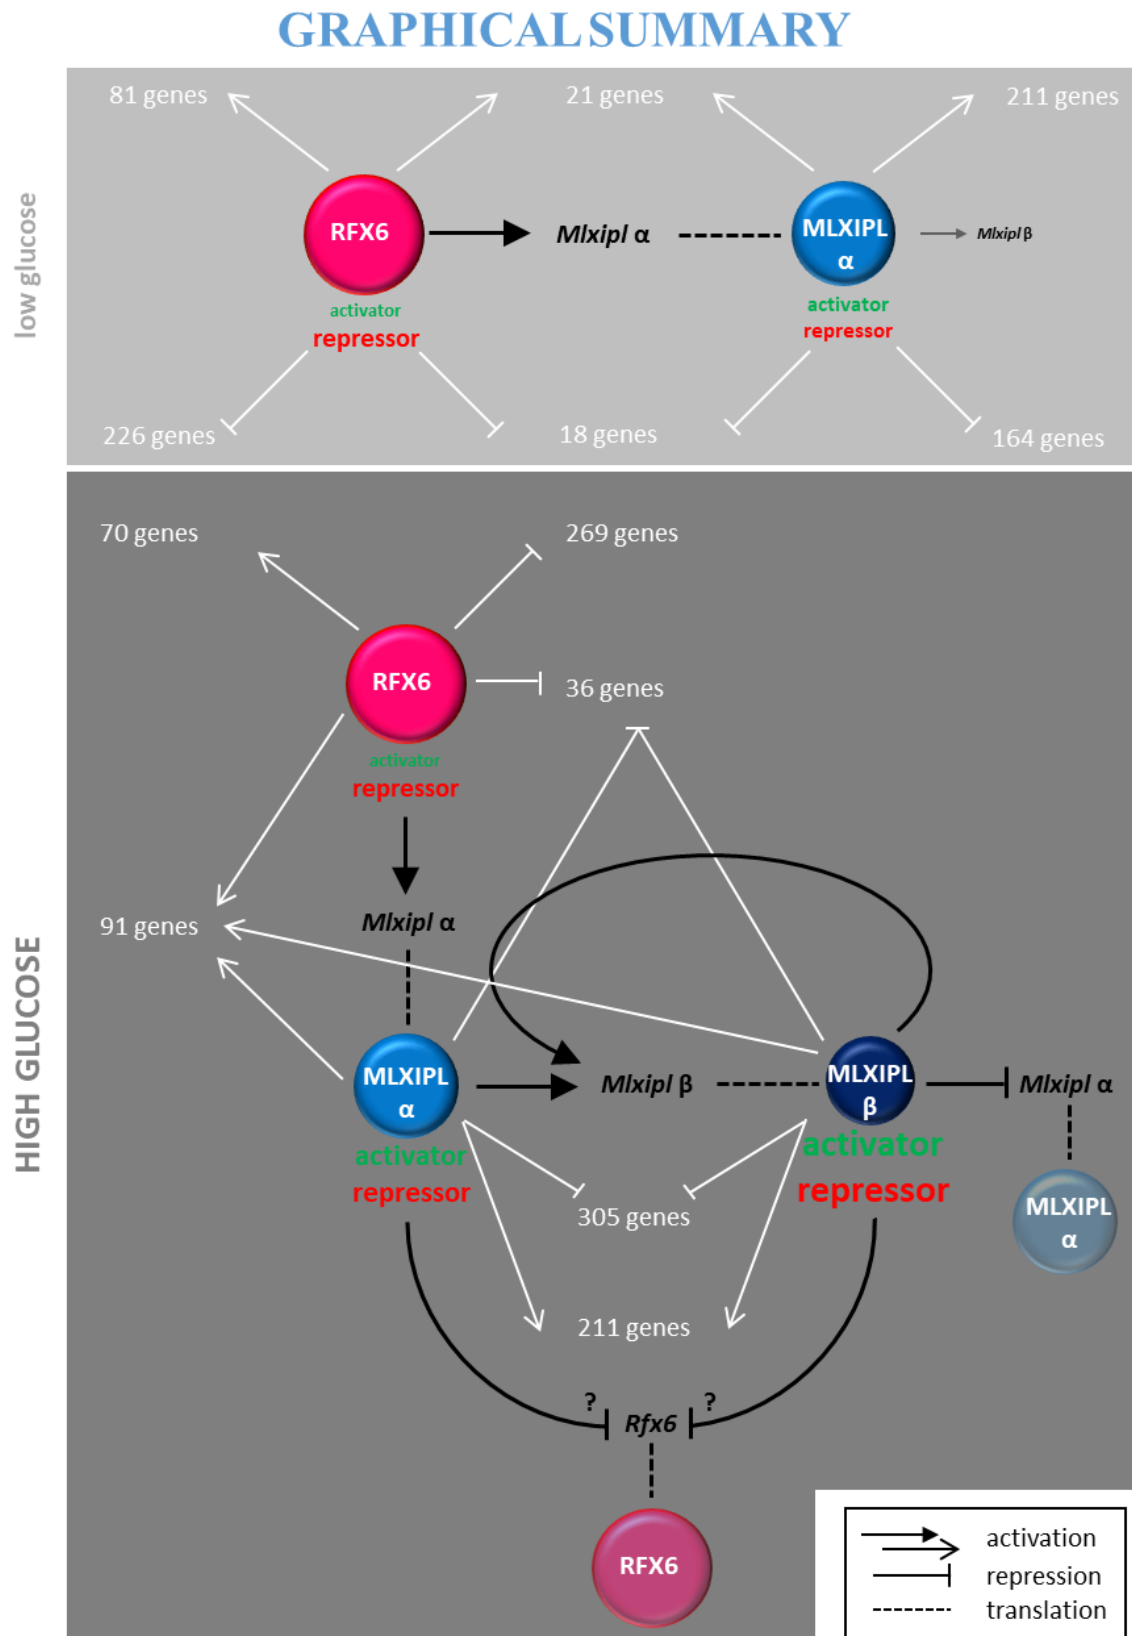 GRAPHICAL SUMMARY
low glucose
81 genes
21 genes
211 genes
RFX6
activator
repressor
Mlxipl α
MLXIPL
α
activator
repressor
Mlxipl β
226 genes
18 genes
164 genes
HIGH GLUCOSE
70 genes
269 genes
RFX6
activator
repressor
36 genes
91 genes
Mlxipl α
MLXIPL
α
activator
repressor
Mlxipl β
MLXIPL
β
activator
repressor
Mlxipl α
MLXIPL
α
305 genes
211 genes
? Rfx6 ?
RFX6
activation
repression
translation